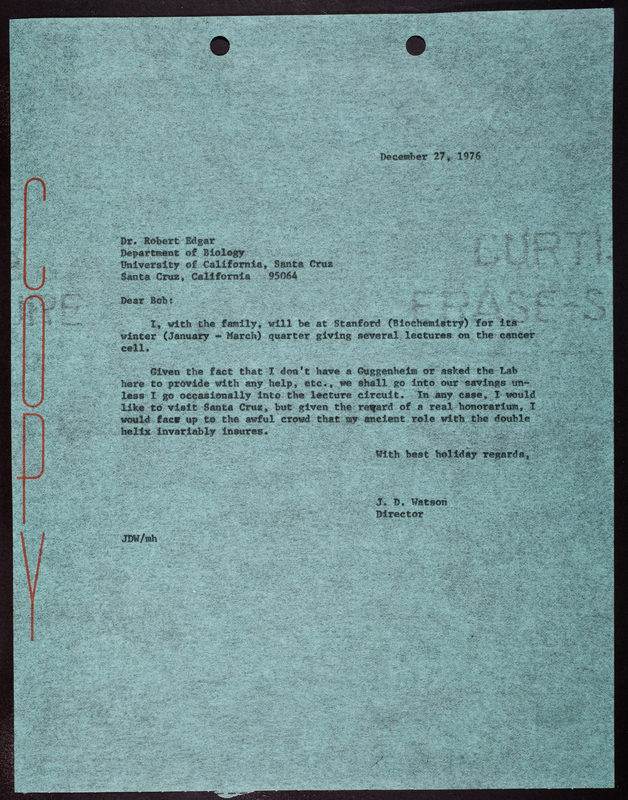 December 27, 1976
COPY
Dr. Robert Edgar
Department of Biology
University of California, Santa Cruz
Santa Cruz, California 95064
CURTIS
ERASE-S
Dear Bob:
I, with the family, will be at Stanford (Biochemistry) for its
winter (January - March) quarter giving several lectures on the cancer
cell.
Given the fact that I don't have a Guggenheim or asked the Lab
here to provide with any help, etc., we shall go into our savings un-
less I go occasionally into the lecture circuit. In any case, I would
like to visit Santa Cruz, but given the reward of a real honorarium, I
would face up to the awful crowd that my ancient role with the double
helix invariably insures.
With best holiday regards,
J. D. Watson
Director
JDW/mh